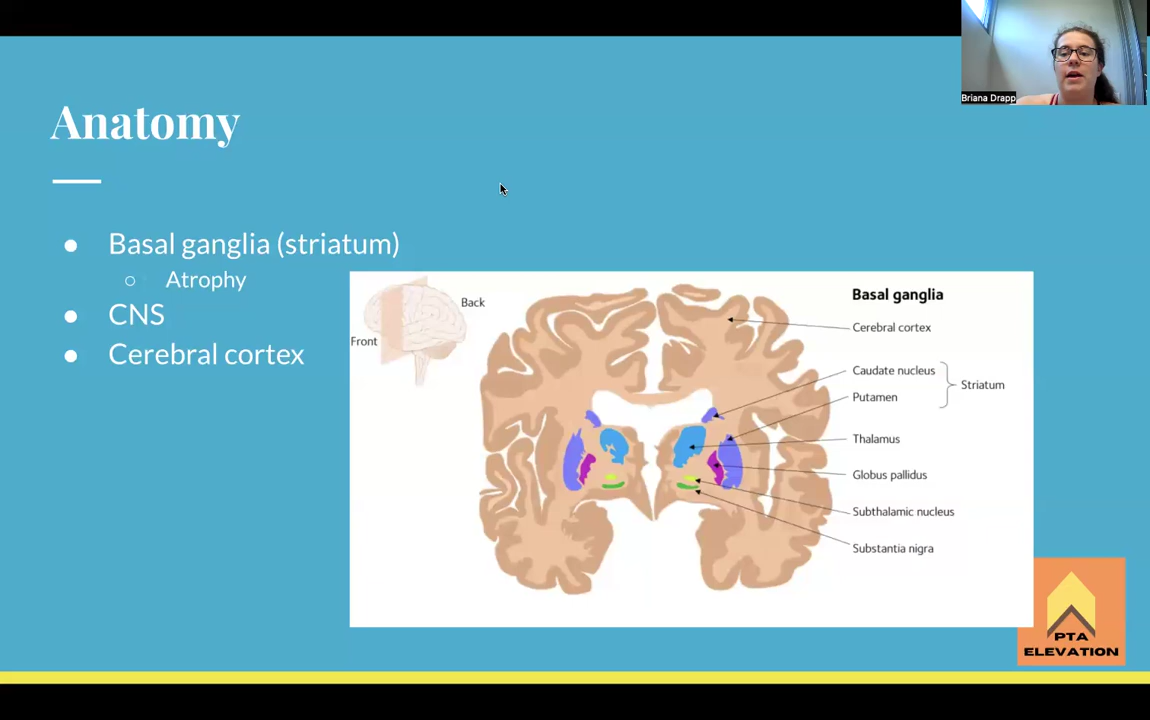 Briana Drapp
Anatomy
● Basal ganglia (striatum)
○ Atrophy
● CNS
● Cerebral cortex
Back
Front
Basal ganglia
Cerebral cortex
Caudate nucleus
Striatum
Putamen
Thalamus
Globus pallidus
Subthalamic nucleus
Substantia nigra
PTA
ELEVATION